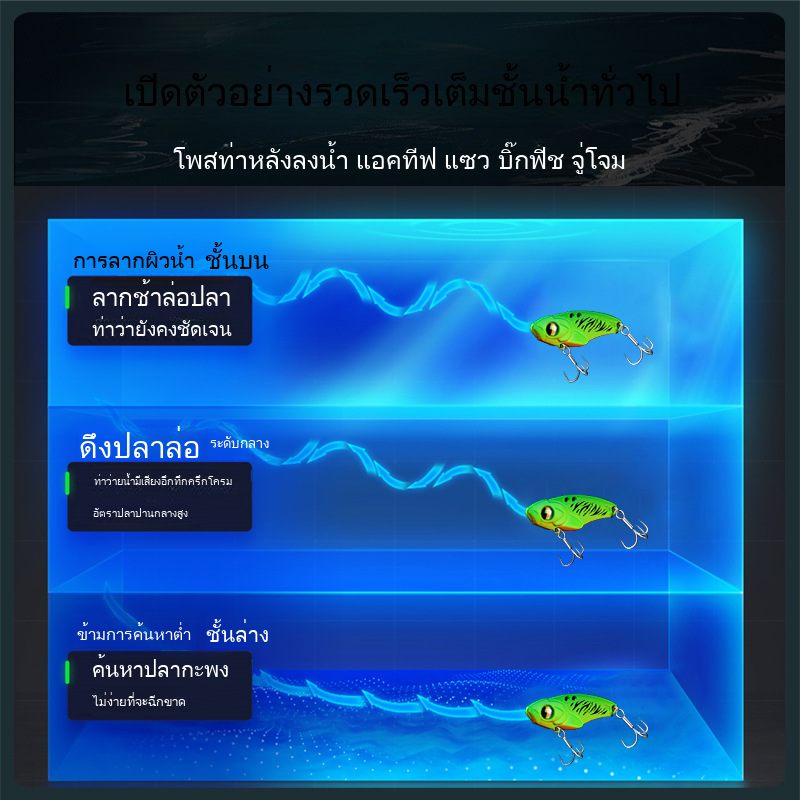 เปิดตัวอย่างรวดเร็วเต็มชั้นน้ำทั่วไป
โพสท่าหลังลงน้ำ แอคทีฟ แซว บิ๊กฟิช จู่โจม
การลากผิวน้ำ ชั้นบน
ลากช้าล่อปลา
ท่าว่ายังคงชัดเจน
ดึงปลาล่อ ระดับกลาง
ท่าว่ายน้ำมีเสียงอึกทึกครึกโครม
อัตราปลาปานกลางสูง
ข้ามการค้นหาต่ำ ชั้นล่าง
ค้นหาปลากะพง
ไม่ง่ายที่จะฉีกขาด